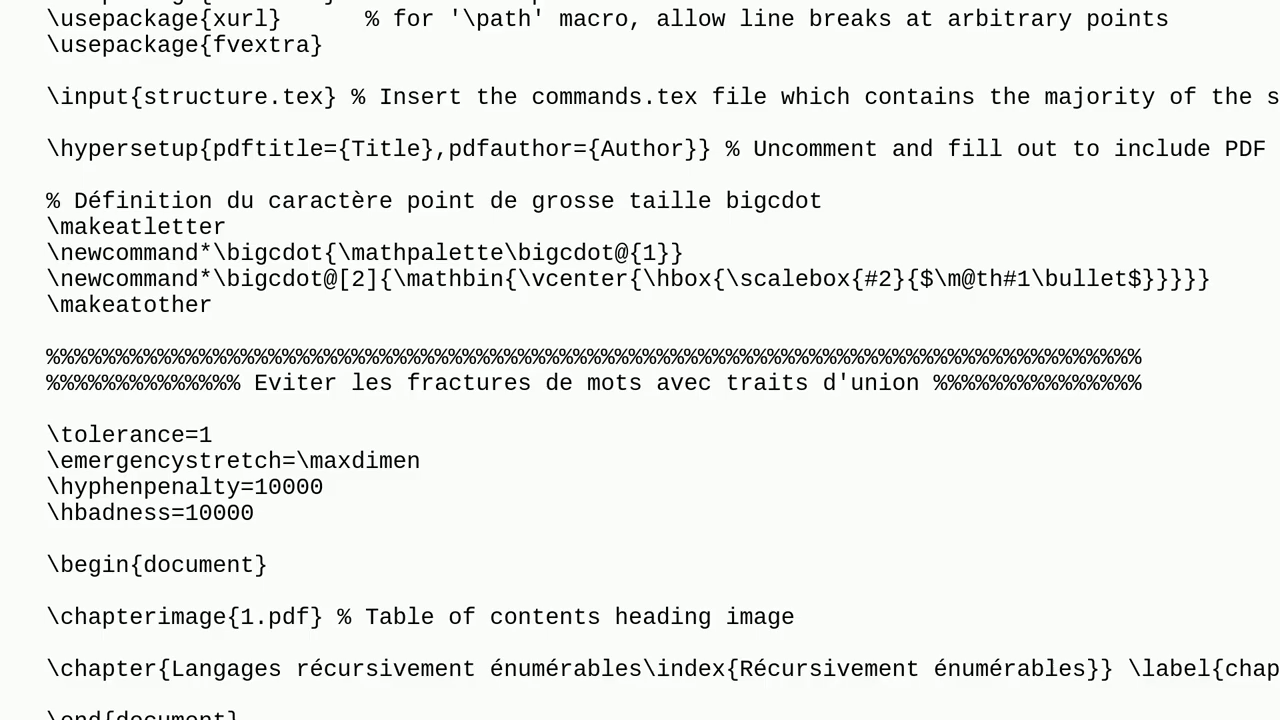 \usepackage{xurl}      % for '\path' macro, allow line breaks at arbitrary points
\usepackage{fvextra}
\input{structure.tex} % Insert the commands.tex file which contains the majority of the s
\hypersetup{pdftitle={Title},pdfauthor={Author}} % Uncomment and fill out to include PDF
% Définition du caractère point de grosse taille bigcdot
\makeatletter
\newcommand*\bigcdot{\mathpalette\bigcdot@{1}}
\newcommand*\bigcdot@[2]{\mathbin{\vcenter{\hbox{\scalebox{#2}{$\m@th#1\bullet$}}}}}
\makeatother
%%%%%%%%%%%%%%%%%%%%%%%%%%%%%%%%%%%%%%%%%%%%%%%%%%%%%%%%%%%%%%%%%%%%%%%%%%%%%%%%%
%%%%%%%%%%%%%% Eviter les fractures de mots avec traits d'union %%%%%%%%%%%%%%%
\tolerance=1
\emergencystretch=\maxdimen
\hyphenpenalty=10000
\hbadness=10000
\begin{document}
\chapterimage{1.pdf} % Table of contents heading image
\chapter{Langages récursivement énumérables\index{Récursivement énumérables}} \label{chap
\end{document}